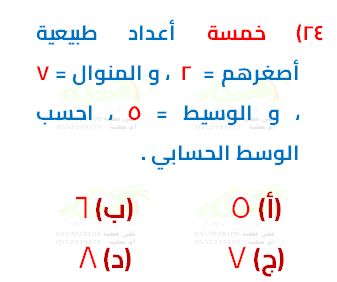 ٢٤) خمسة أعداد طبيعية
أصغرهم = ٢ ، و المنوال = ٧
، و الوسيط = ٥ ، احسب
الوسط الحسابي .
(أ) ٥ (ب) ٦
(ج) ٧ (د) ٨